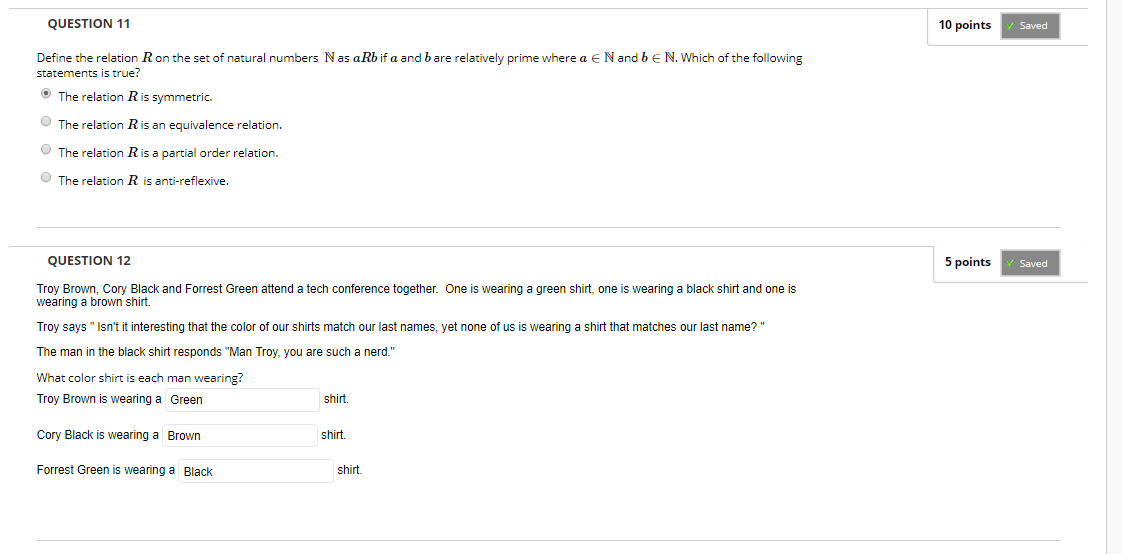 QUESTION 11
10 points ✓ Saved
Define the relation R on the set of natural numbers ℕ as aRb if a and b are relatively prime where a ∈ ℕ and b ∈ ℕ. Which of the following
statements is true?
The relation R is symmetric.
The relation R is an equivalence relation.
The relation R is a partial order relation.
The relation R is anti-reflexive.
QUESTION 12
5 points ✓ Saved
Troy Brown, Cory Black and Forrest Green attend a tech conference together. One is wearing a green shirt, one is wearing a black shirt and one is
wearing a brown shirt.
Troy says " Isn't it interesting that the color of our shirts match our last names, yet none of us is wearing a shirt that matches our last name? "
The man in the black shirt responds "Man Troy, you are such a nerd."
What color shirt is each man wearing?
Troy Brown is wearing a Green shirt.
Cory Black is wearing a Brown shirt.
Forrest Green is wearing a Black shirt.